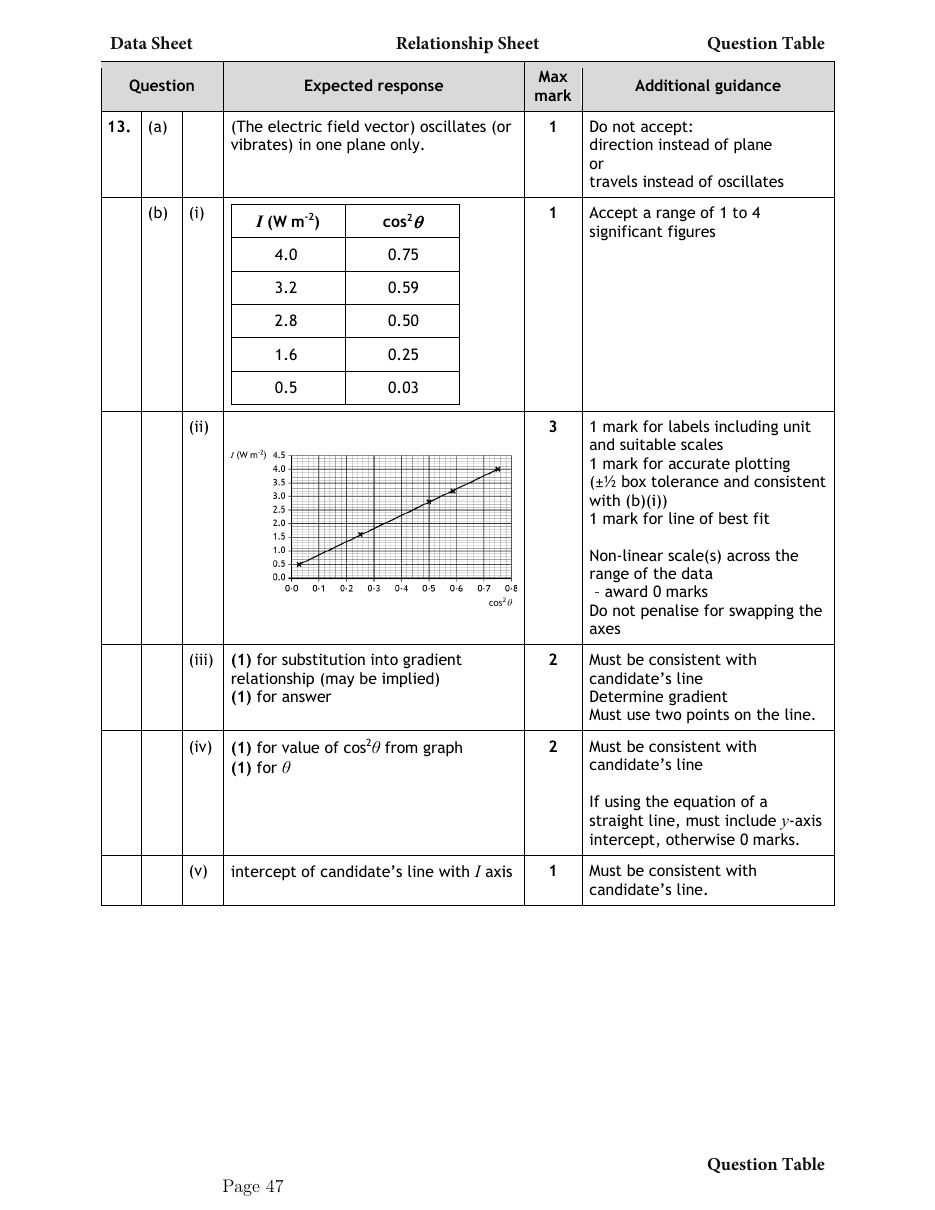 Data Sheet Relationship Sheet Question Table
Question Expected response Max mark Additional guidance
13. (a) (The electric field vector) oscillates (or
vibrates) in one plane only.
1
Do not accept:
direction instead of plane
or
travels instead of oscillates
(b) (i)
I (W m⁻²) cos²θ
4.0 0.75
3.2 0.59
2.8 0.50
1.6 0.25
0.5 0.03
1
Accept a range of 1 to 4
significant figures
(ii)
I (W m⁻²)
4.5
4.0
3.5
3.0
2.5
2.0
1.5
1.0
0.5
0.0
0·0 0·1 0·2 0·3 0·4 0·5 0·6 0·7 0·8
cos²θ
3
1 mark for labels including unit
and suitable scales
1 mark for accurate plotting
(±½ box tolerance and consistent
with (b)(i))
1 mark for line of best fit
Non-linear scale(s) across the
range of the data
– award 0 marks
Do not penalise for swapping the
axes
(iii) (1) for substitution into gradient
relationship (may be implied)
(1) for answer
2
Must be consistent with
candidate’s line
Determine gradient
Must use two points on the line.
(iv) (1) for value of cos²θ from graph
(1) for θ
2
Must be consistent with
candidate’s line
If using the equation of a
straight line, must include y-axis
intercept, otherwise 0 marks.
(v) intercept of candidate’s line with I axis
1
Must be consistent with
candidate’s line.
Question Table
Page 47